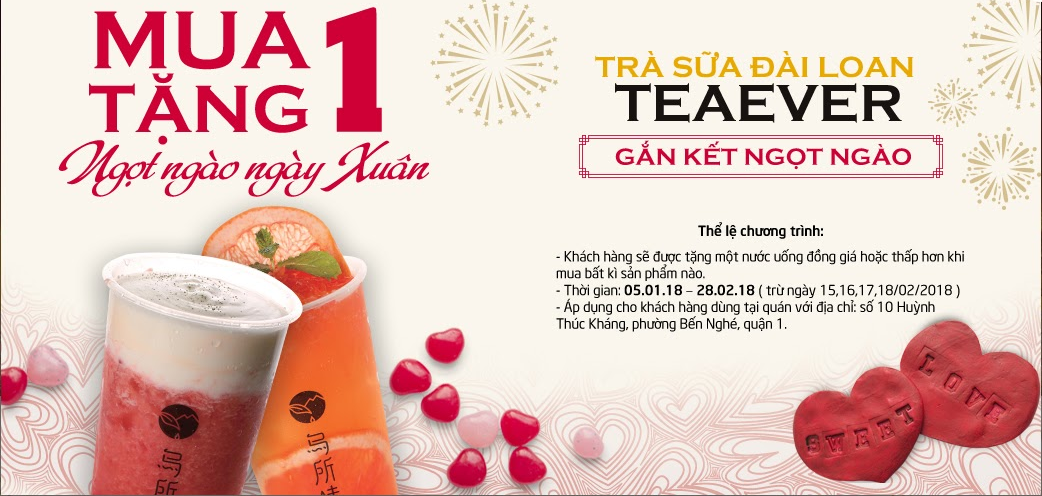 MUA 1
TẶNG
Ngọt ngào ngày Xuân
TRÀ SỮA ĐÀI LOAN
TEAEVER
GẮN KẾT NGỌT NGÀO
Thể lệ chương trình:
- Khách hàng sẽ được tặng một nước uống đồng giá hoặc thấp hơn khi
mua bất kì sản phẩm nào.
- Thời gian: 05.01.18 – 28.02.18 ( trừ ngày 15,16,17,18/02/2018 )
- Áp dụng cho khách hàng dùng tại quán với địa chỉ: số 10 Huỳnh
Thúc Kháng, phường Bến Nghé, quận 1.
烏所
烏所
LOVE
SWEET